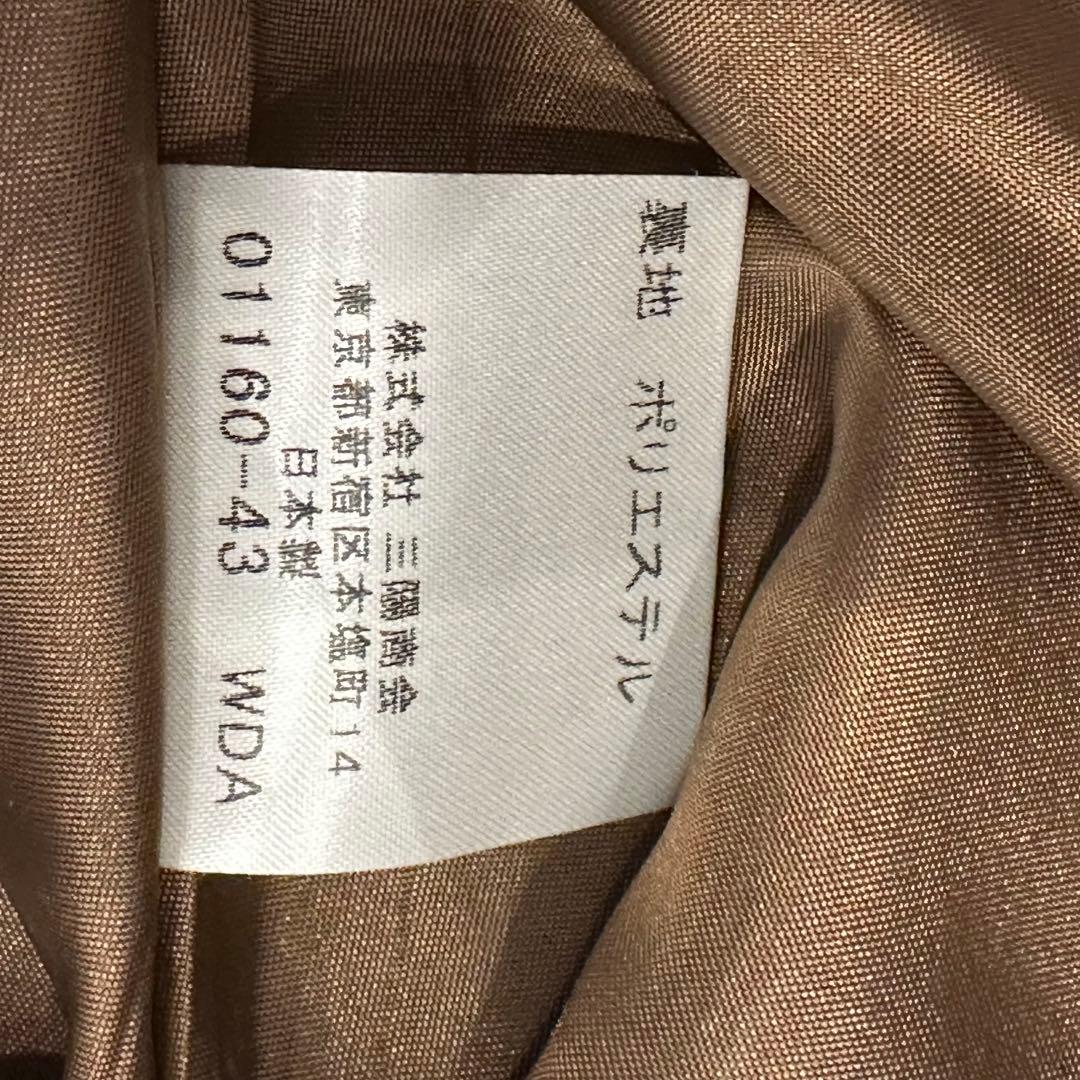 裏地 ポリエステル
株式会社 三陽商会
東京都新宿区本塩町14
日本製
01160-43 WDA